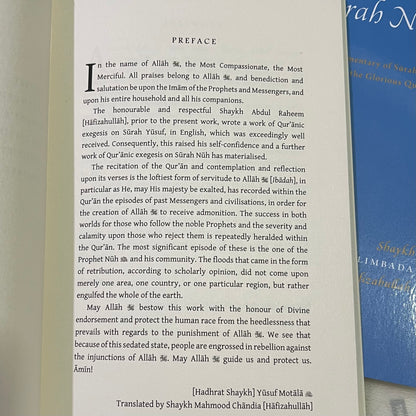 PREFACE
In the name of Allāh ﷻ, the Most Compassionate, the Most
Merciful. All praises belong to Allāh ﷻ, and benediction and
salutation be upon the Imām of the Prophets and Messengers, and
upon his entire household and all his companions.
The honourable and respectful Shaykh Abdul Raheem
[Ḥāfiẓahullāh], prior to the present work, wrote a work of Qur'ānic
exegesis on Sūrah Yūsuf, in English, which was exceedingly well
received. Consequently, this raised his self-confidence and a further
work of Qur'ānic exegesis on Sūrah Nūḥ has materialised.
The recitation of the Qur'ān and contemplation and reflection
upon its verses is the loftiest form of servitude to Allāh ﷻ [Ibādah], in
particular as He, may His majesty be exalted, has recorded within the
Qur'ān the episodes of past Messengers and civilisations, in order for
the creation of Allāh ﷻ to receive admonition. The success in both
worlds for those who follow the noble Prophets and the severity and
calamity upon those who reject them is repeatedly heralded within
the Qur'ān. The most significant episode of these is the one of the
Prophet Nūḥ and his community. The floods that came in the form
of retribution, according to scholarly opinion, did not come upon
merely one area, one country, or one particular region, but rather
engulfed the whole of the earth.
May Allāh ﷻ bestow this work with the honour of Divine
endorsement and protect the human race from the heedlessness that
prevails with regards to the punishment of Allāh ﷻ. We see that
because of this sedated state, people are engrossed in rebellion against
the injunctions of Allāh ﷻ. May Allāh ﷻ guide us and protect us.
Āmīn!
[Hadhrat Shaykh] Yūsuf Motālā
Translated by Shaykh Mahmood Chāndia [Ḥāfiẓahullāh]
rah N
mentary of Surah
the Glorious Qu
Shaykh
LIMBADA